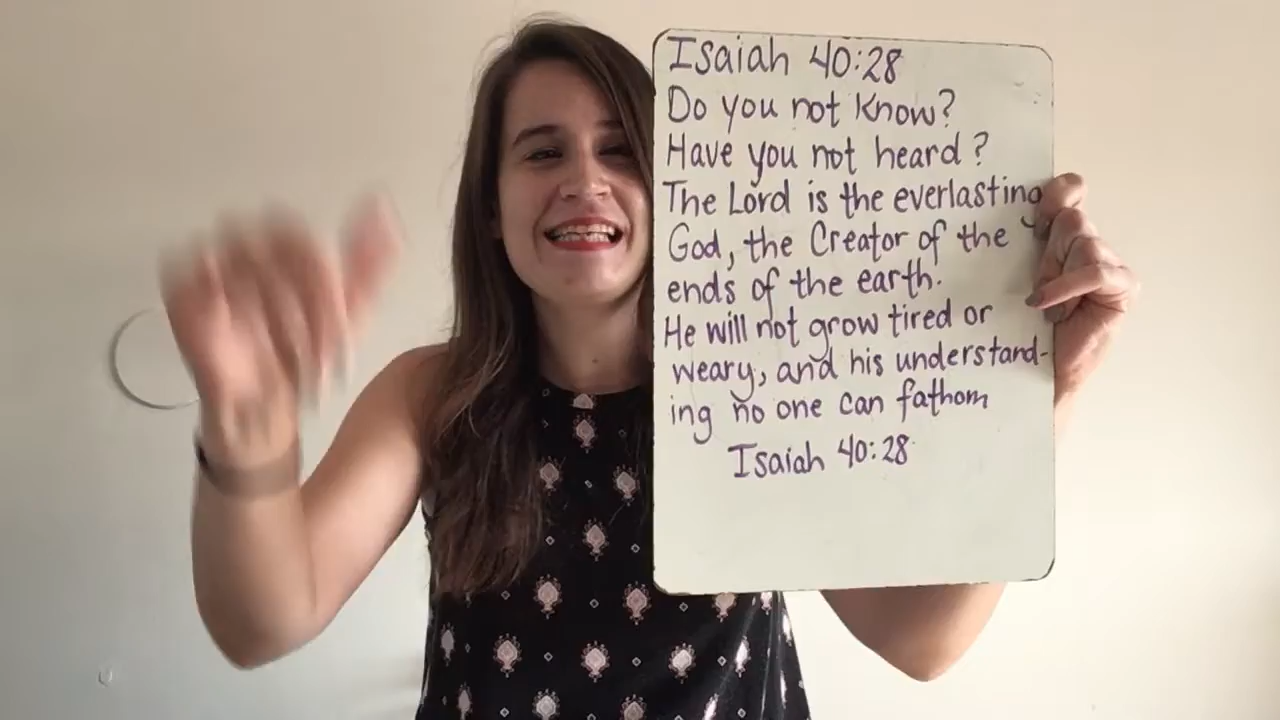 Isaiah 40:28
Do you not know?
Have you not heard?
The Lord is the everlasting
God, the Creator of the
ends of the earth.
He will not grow tired or
weary, and his understand-
ing no one can fathom
Isaiah 40:28